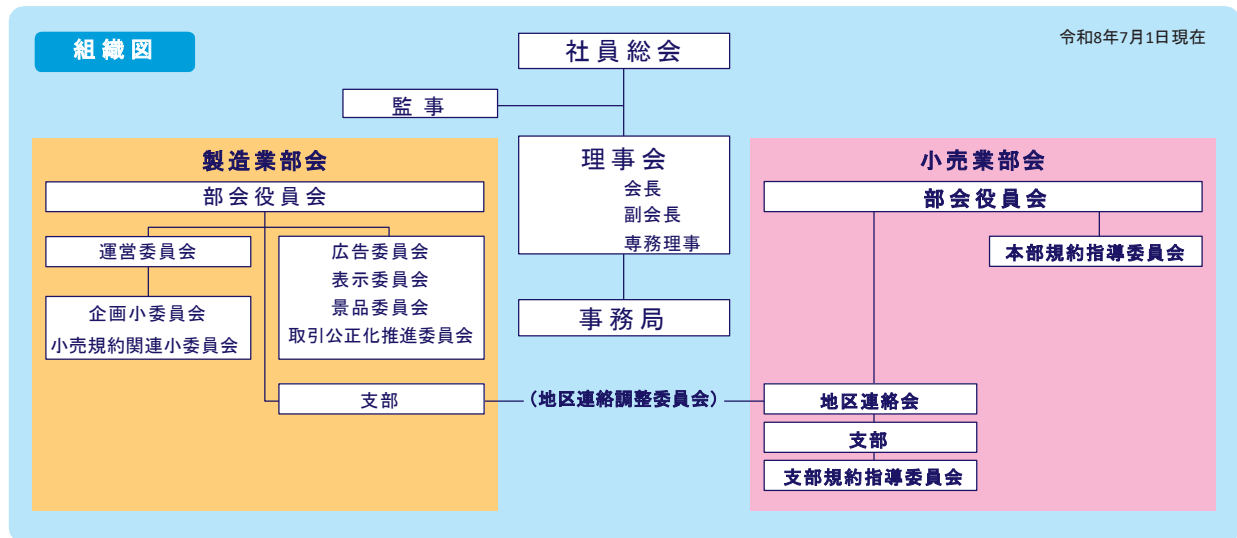 組織図
令和8年7月1日現在
社員総会
監事
理事会
会長
副会長
専務理事
事務局
製造業部会
部会役員会
運営委員会
企画小委員会
小売規約関連小委員会
広告委員会
表示委員会
景品委員会
取引公正化推進委員会
支部
（地区連絡調整委員会）
小売業部会
部会役員会
本部規約指導委員会
地区連絡会
支部
支部規約指導委員会